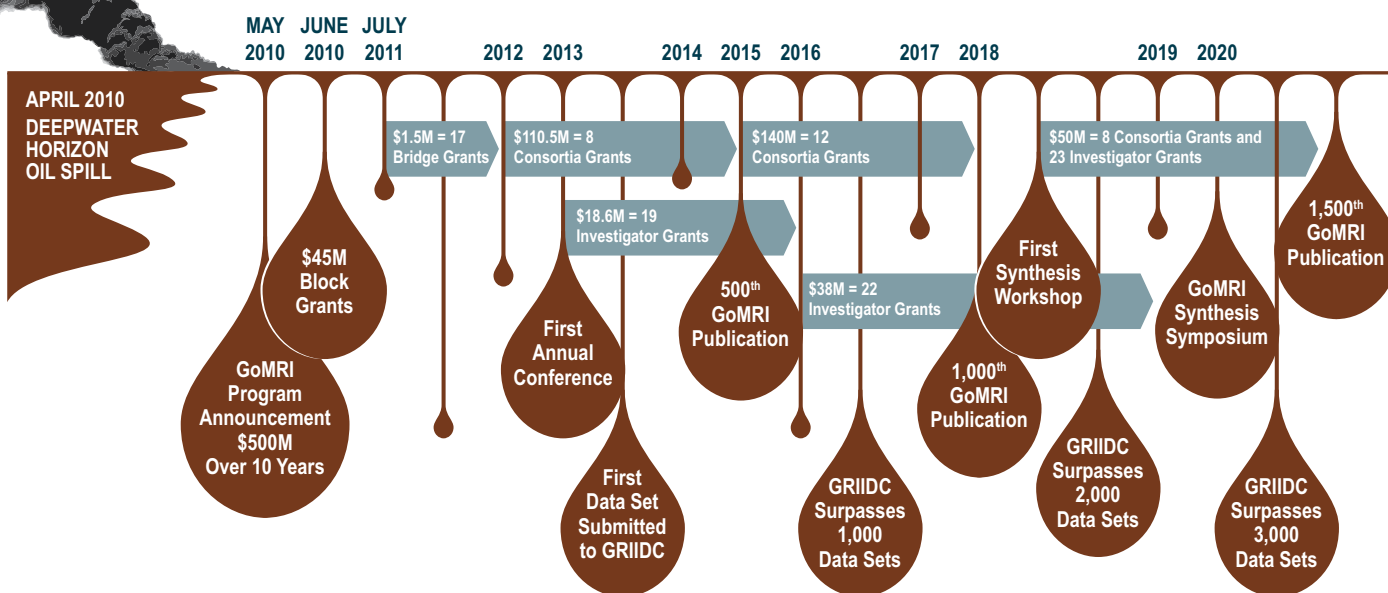 MAY
2010
JUNE
2010
JULY
2011
2012
2013
2014
2015
2016
2017
2018
2019
2020
APRIL 2010
DEEPWATER
HORIZON
OIL SPILL
$1.5M = 17
Bridge Grants
$110.5M = 8
Consortia Grants
$140M = 12
Consortia Grants
$50M = 8 Consortia Grants and
23 Investigator Grants
$18.6M = 19
Investigator Grants
$38M = 22
Investigator Grants
GoMRI
Program
Announcement
$500M
Over 10 Years
$45M
Block
Grants
First
Annual
Conference
First
Data Set
Submitted
to GRIIDC
500th
GoMRI
Publication
GRIIDC
Surpasses
1,000
Data Sets
1,000th
GoMRI
Publication
First
Synthesis
Workshop
GRIIDC
Surpasses
2,000
Data Sets
GoMRI
Synthesis
Symposium
GRIIDC
Surpasses
3,000
Data Sets
1,500th
GoMRI
Publication